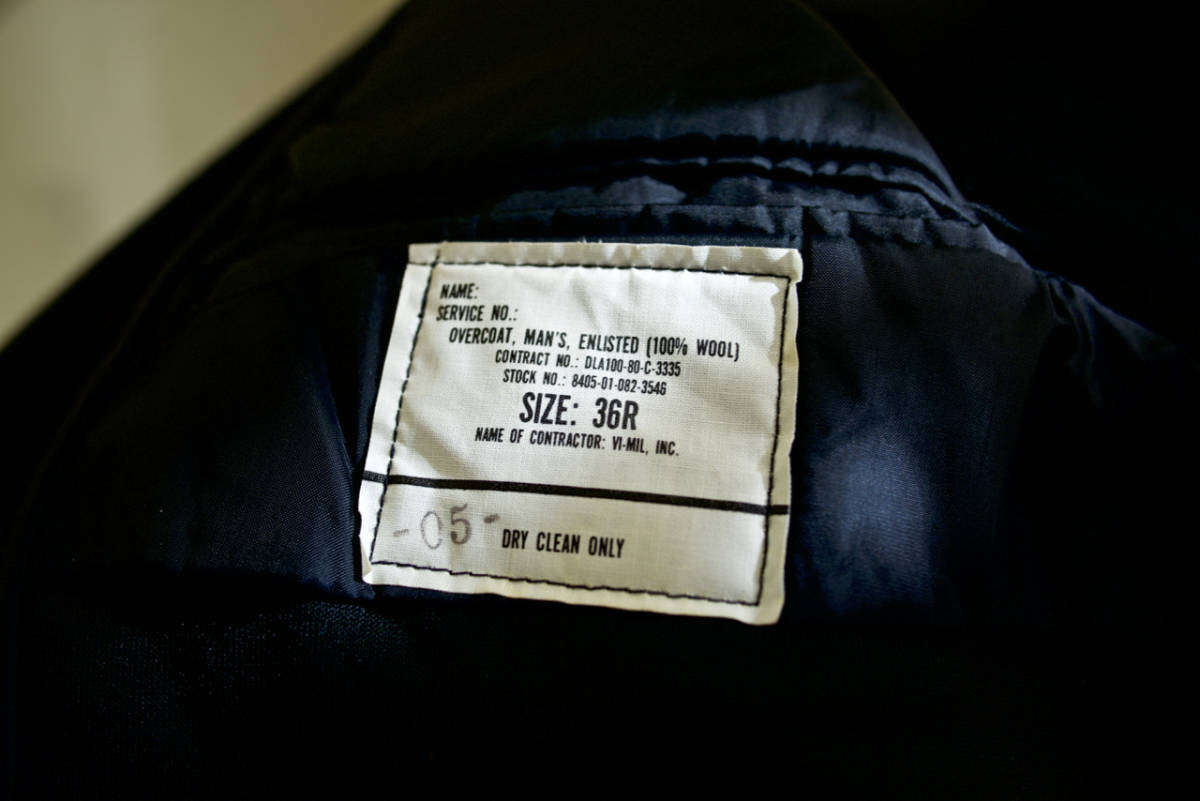 NAME:
SERVICE NO.:
OVERCOAT, MAN'S, ENLISTED (100% WOOL)
CONTRACT NO.: DLA100-80-C-3335
STOCK NO.: 8405-01-082-3546
SIZE: 36R
NAME OF CONTRACTOR: VI-MIL, INC.
-05- DRY CLEAN ONLY